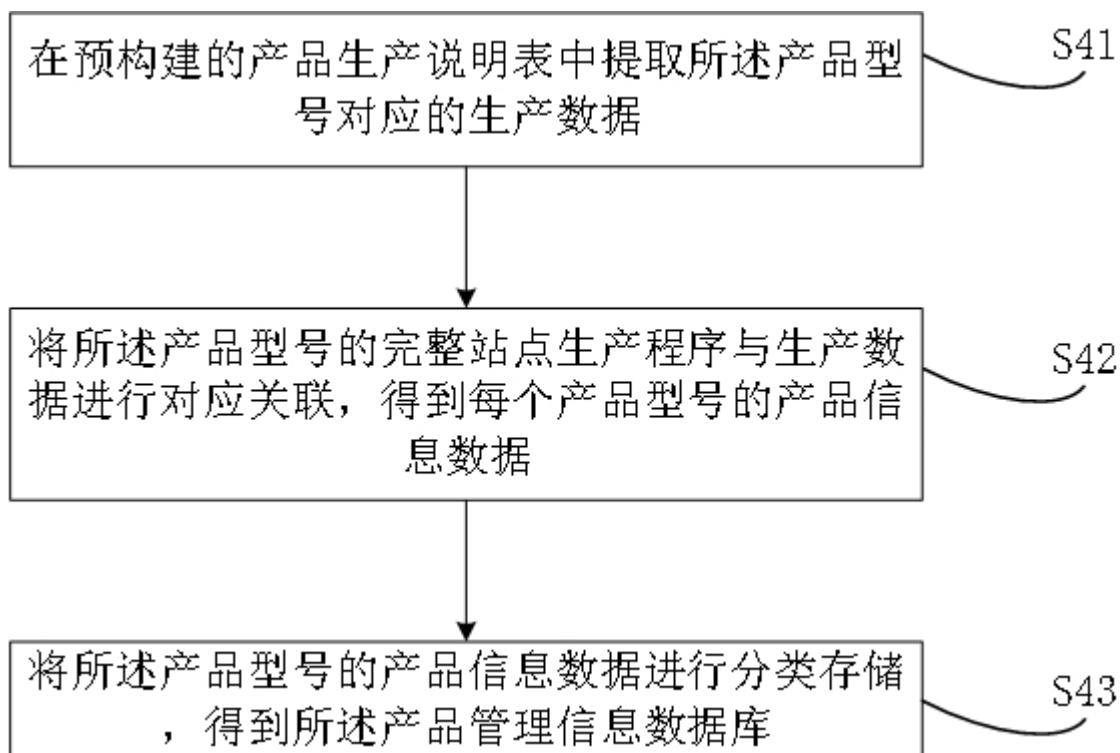 在预构建的产品生产说明表中提取所述产品型
号对应的生产数据
S41
将所述产品型号的完整站点生产程序与生产数
据进行对应关联，得到每个产品型号的产品信
息数据
S42
将所述产品型号的产品信息数据进行分类存储
，得到所述产品管理信息数据库
S43